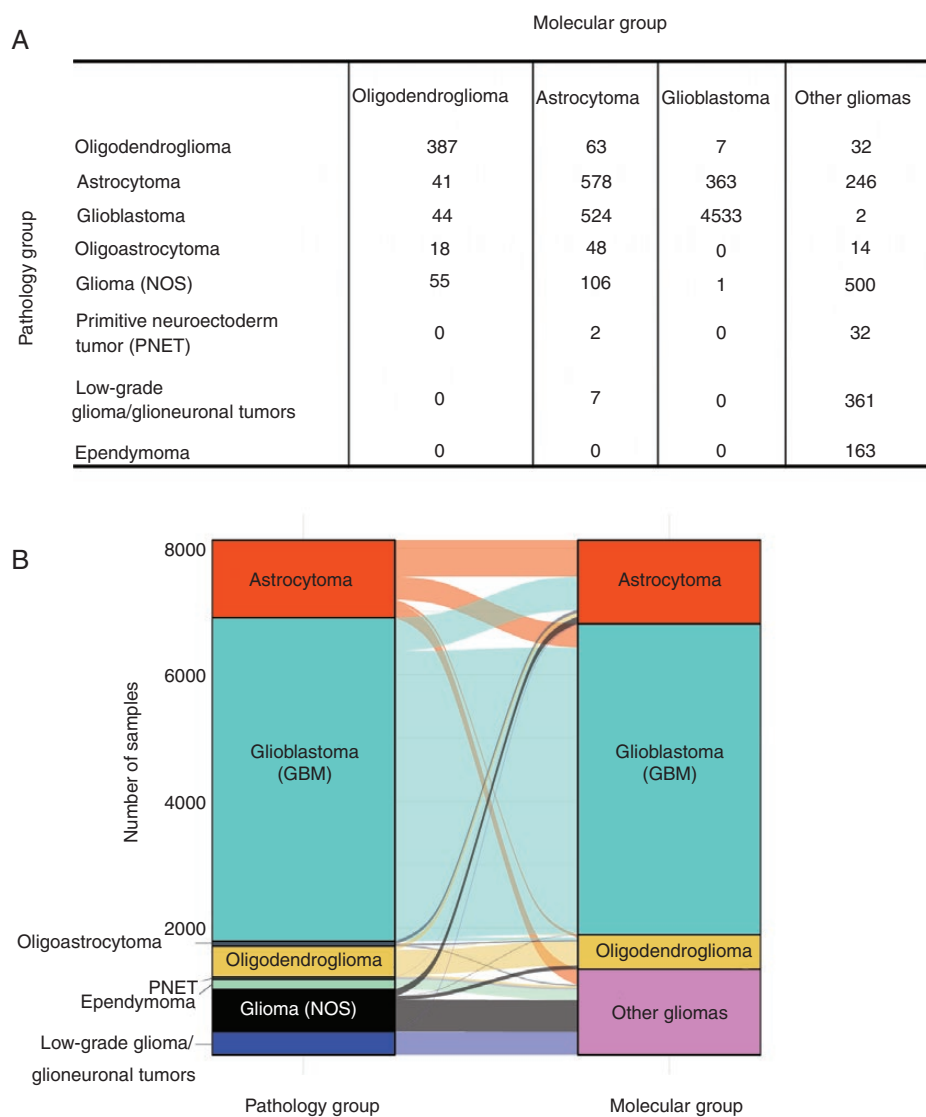 A
Molecular group
Oligodendroglioma Astrocytoma Glioblastoma Other gliomas
Pathology group
Oligodendroglioma 387 63 7 32
Astrocytoma 41 578 363 246
Glioblastoma 44 524 4533 2
Oligoastrocytoma 18 48 0 14
Glioma (NOS) 55 106 1 500
Primitive neuroectoderm
tumor (PNET) 0 2 0 32
Low-grade
glioma/glioneuronal tumors 0 7 0 361
Ependymoma 0 0 0 163
B
Number of samples
8000
6000
4000
2000
Astrocytoma
Glioblastoma
(GBM)
Oligoastrocytoma
Oligodendroglioma
PNET
Ependymoma
Glioma (NOS)
Low-grade glioma/
glioneuronal tumors
Astrocytoma
Glioblastoma
(GBM)
Oligodendroglioma
Other gliomas
Pathology group
Molecular group